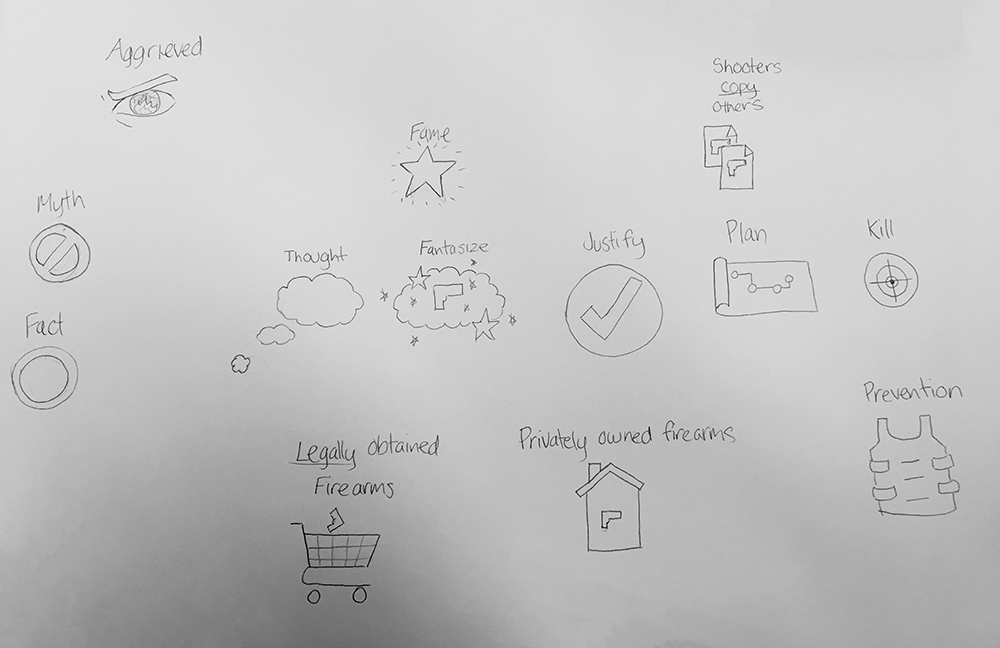 Aggrieved
Shooters
copy
others
Fame
Myth
Thought
Fantasize
Justify
Plan
Kill
Fact
Prevention
Legally obtained
Firearms
Privately owned firearms